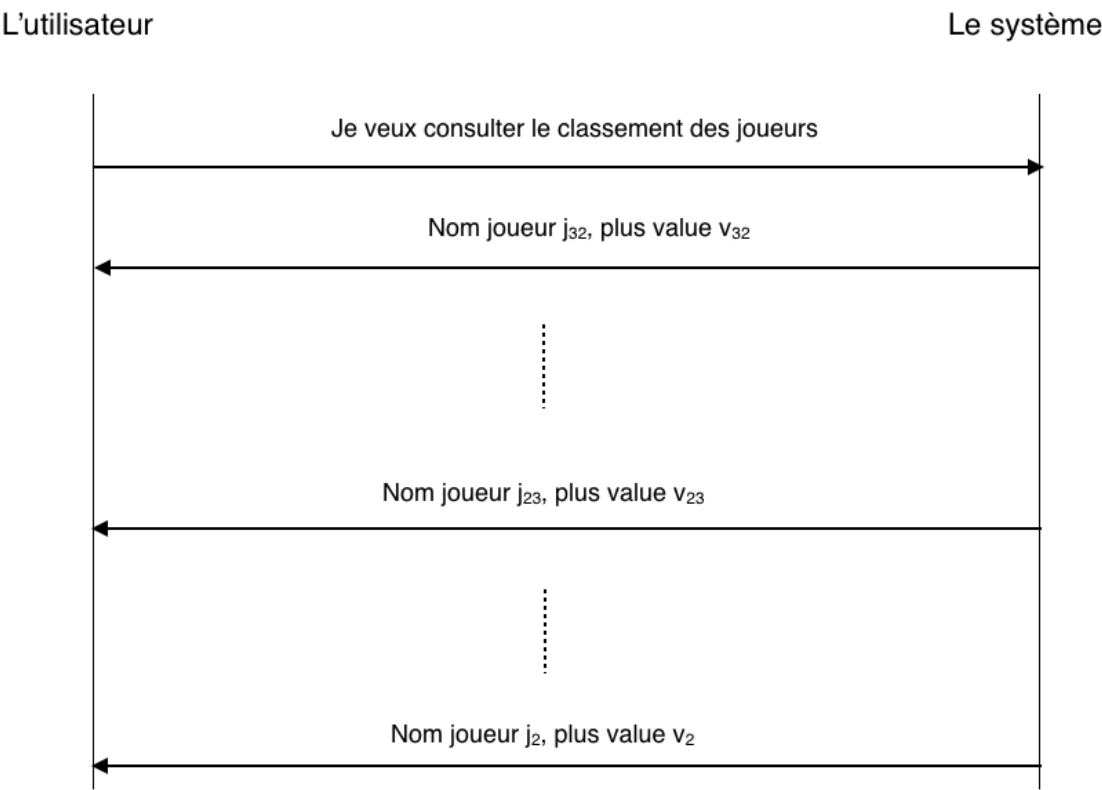 L'utilisateur
Le système
Je veux consulter le classement des joueurs
Nom joueur j₃₂, plus value v₃₂
Nom joueur j₂₃, plus value v₂₃
Nom joueur j₂, plus value v₂